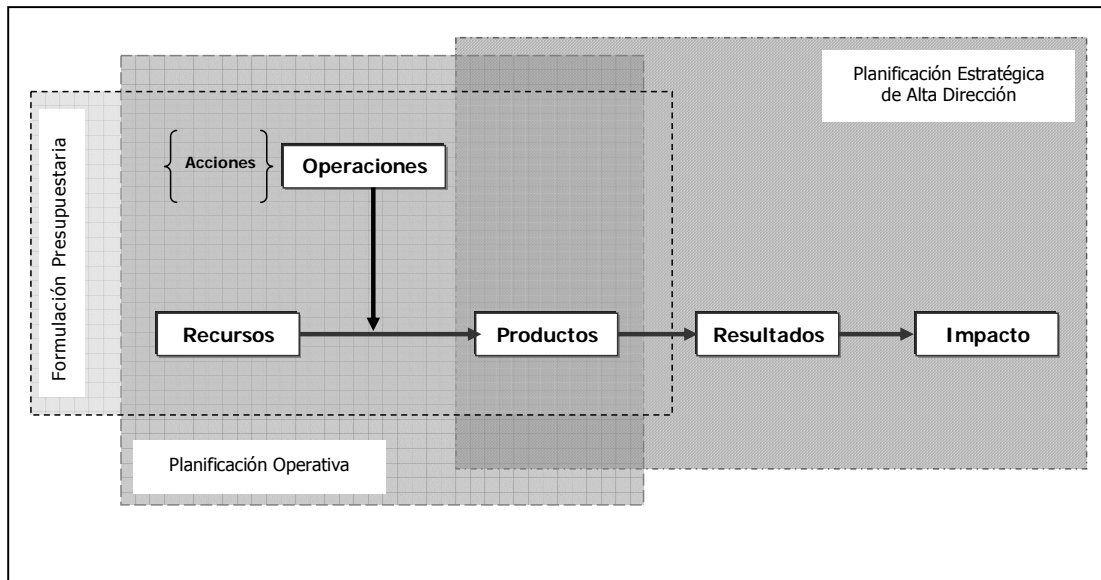 Planificación Estratégica
de Alta Dirección
Formulación Presupuestaria
Acciones
Operaciones
Recursos
Productos
Resultados
Impacto
Planificación Operativa